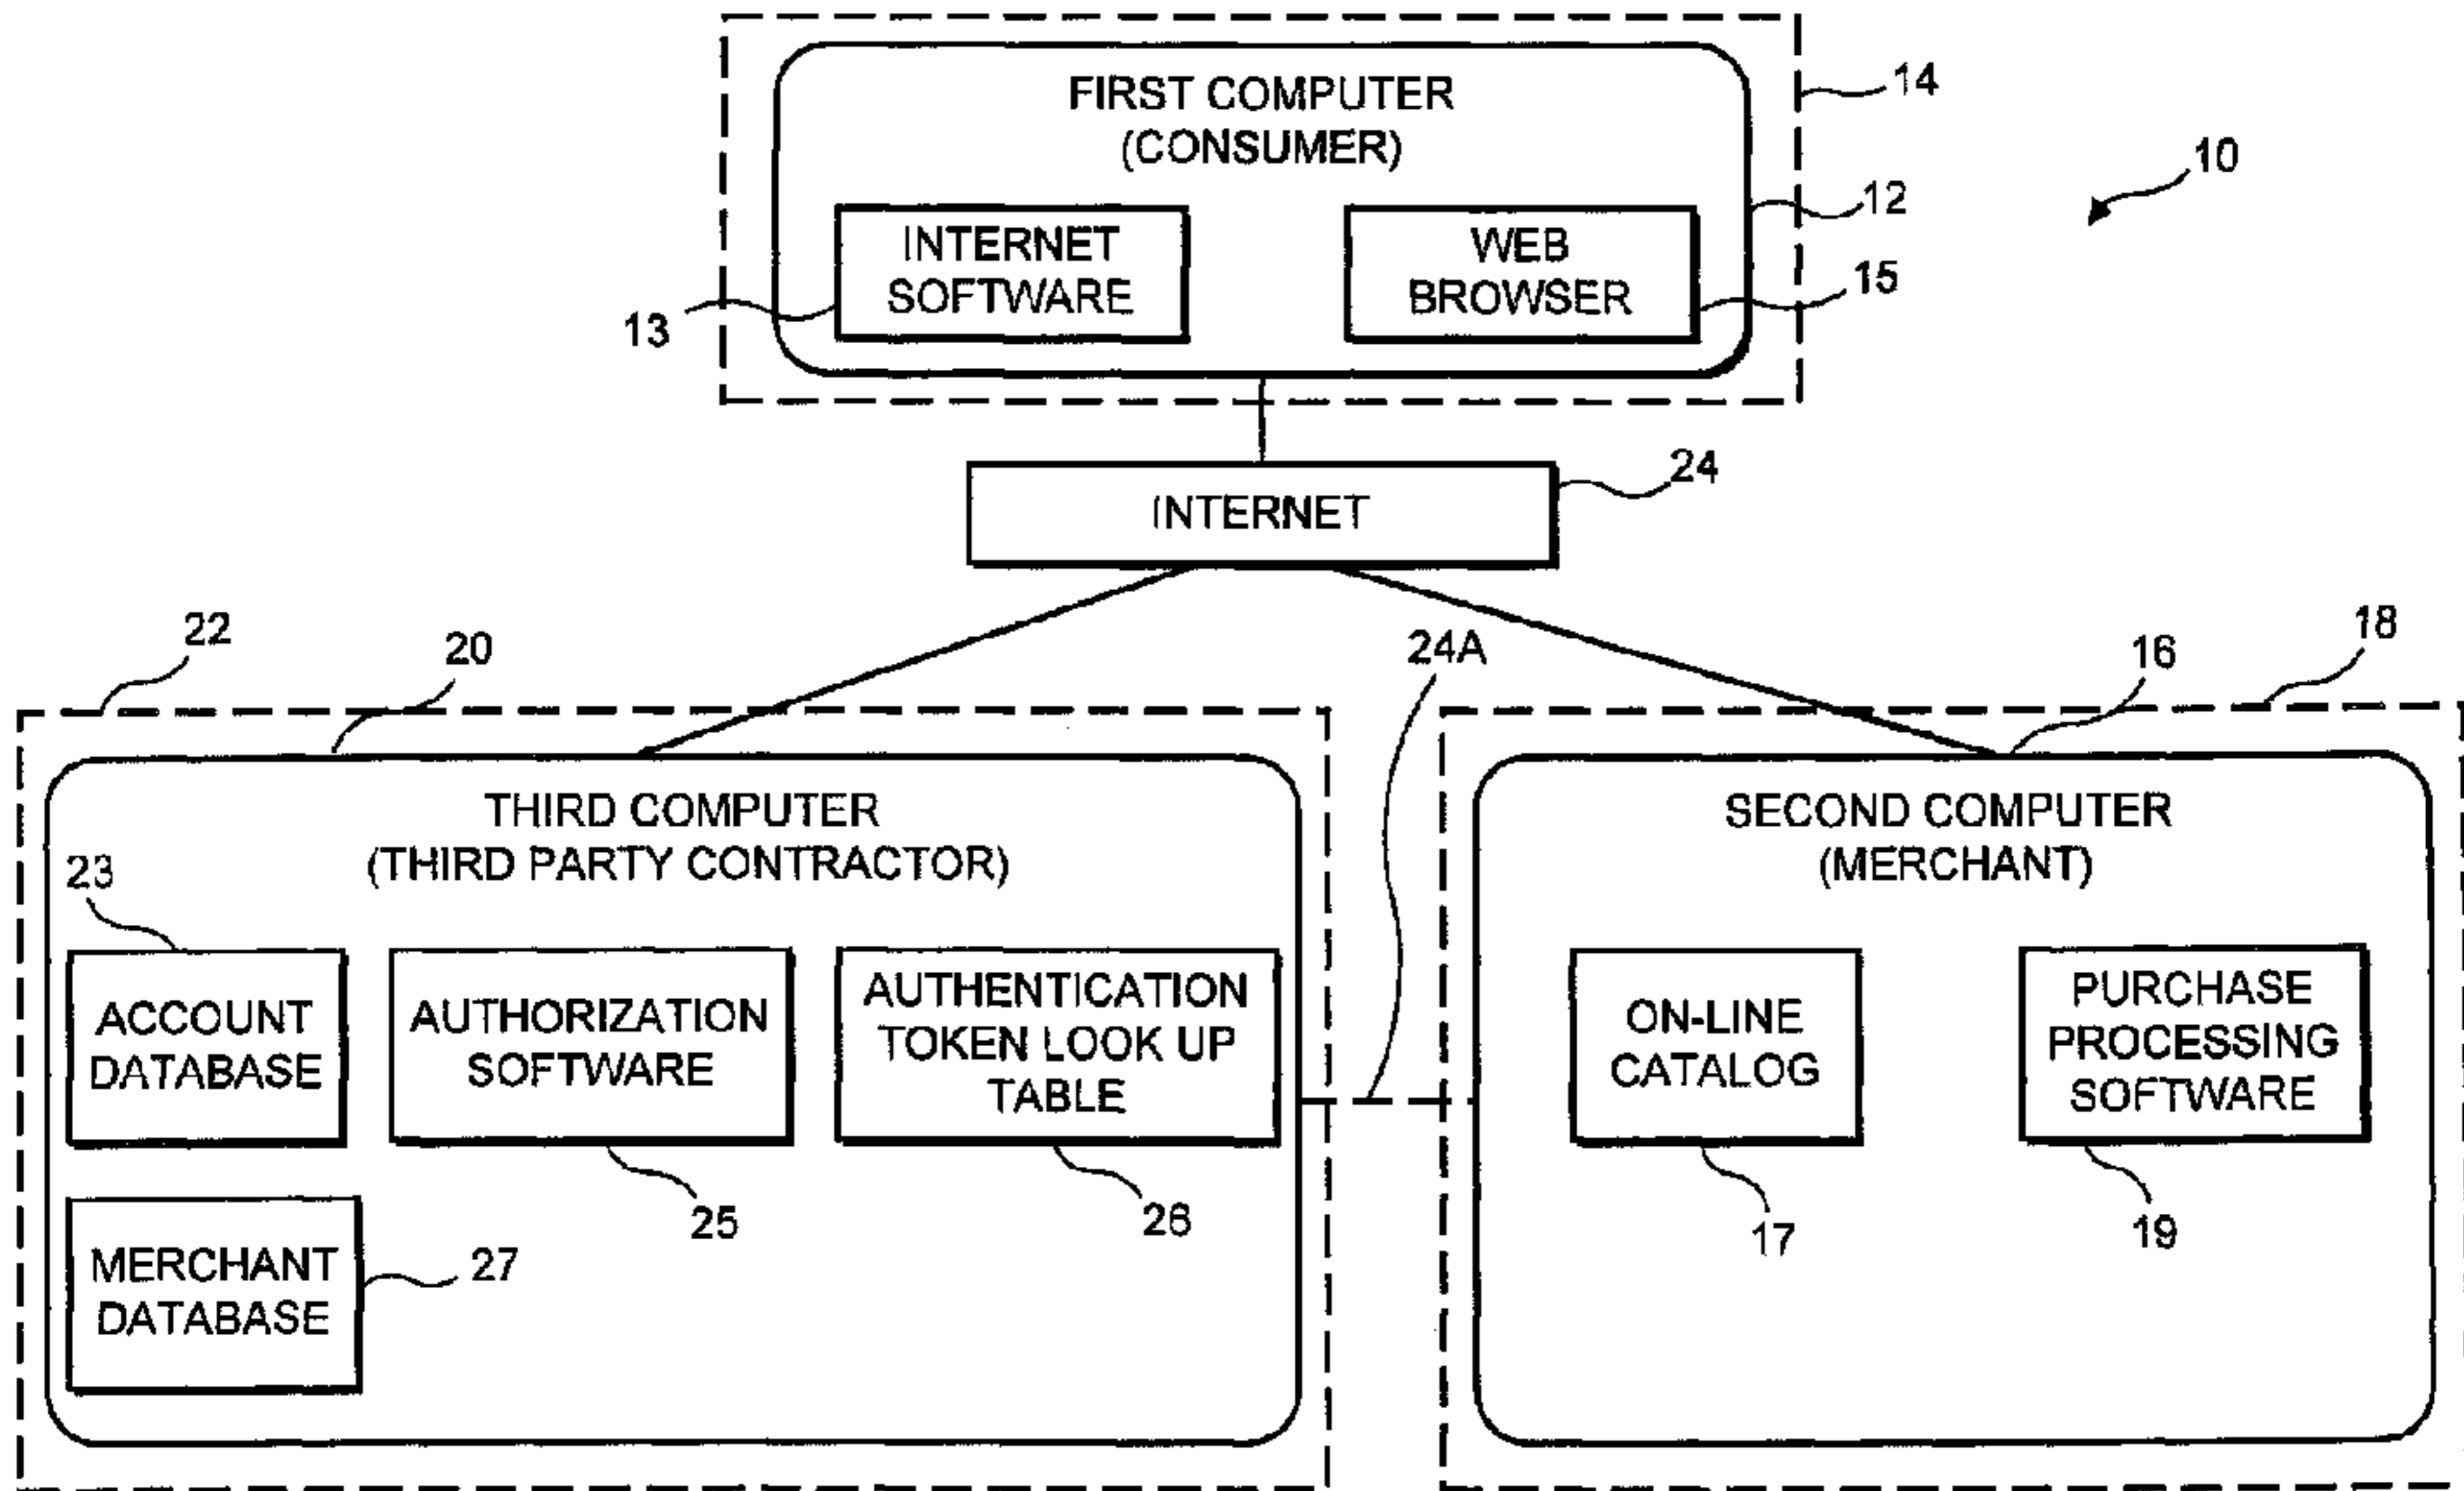 FIRST COMPUTER
(CONSUMER)
14
10
12
INTERNET
SOFTWARE
WEB
BROWSER
15
13
24
INTERNET
22
20
24A
16
18
THIRD COMPUTER
(THIRD PARTY CONTRACTOR)
23
ACCOUNT
DATABASE
AUTHORIZATION
SOFTWARE
AUTHENTICATION
TOKEN LOOK UP
TABLE
25
26
MERCHANT
DATABASE
27
SECOND COMPUTER
(MERCHANT)
ON-LINE
CATALOG
PURCHASE
PROCESSING
SOFTWARE
17
19